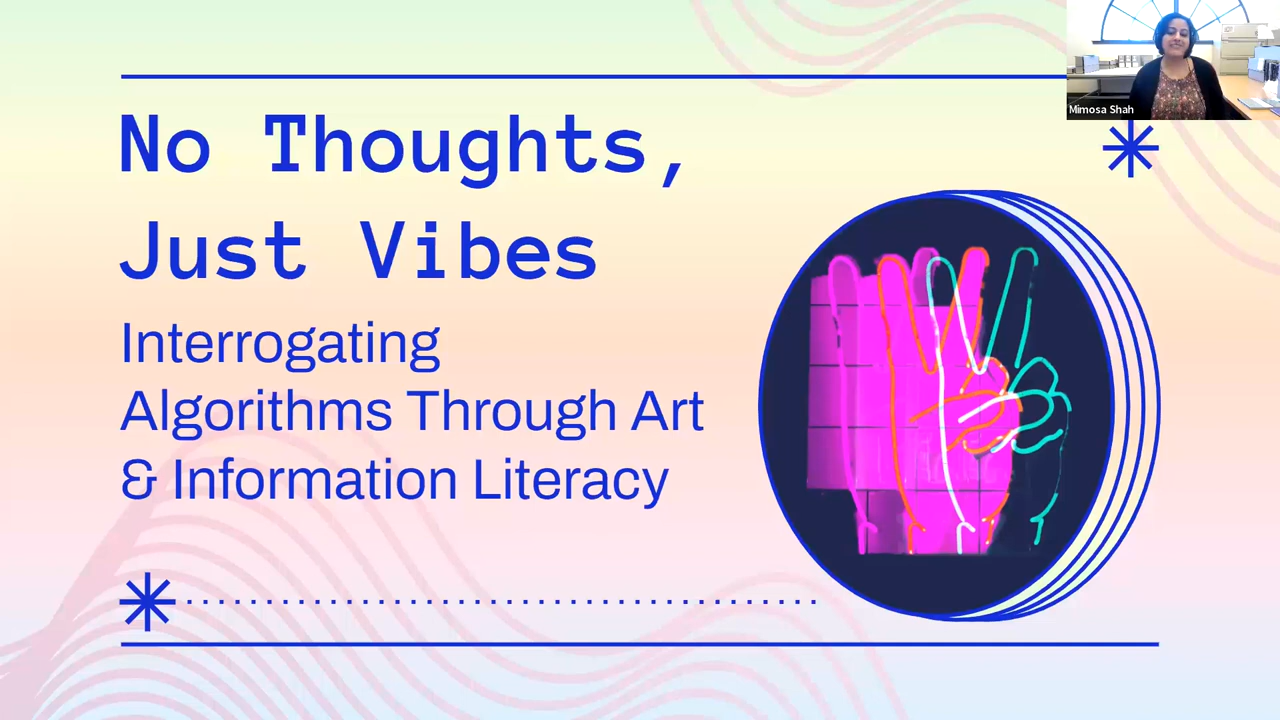 Mimosa Shah
No Thoughts,
Just Vibes
Interrogating
Algorithms Through Art
& Information Literacy